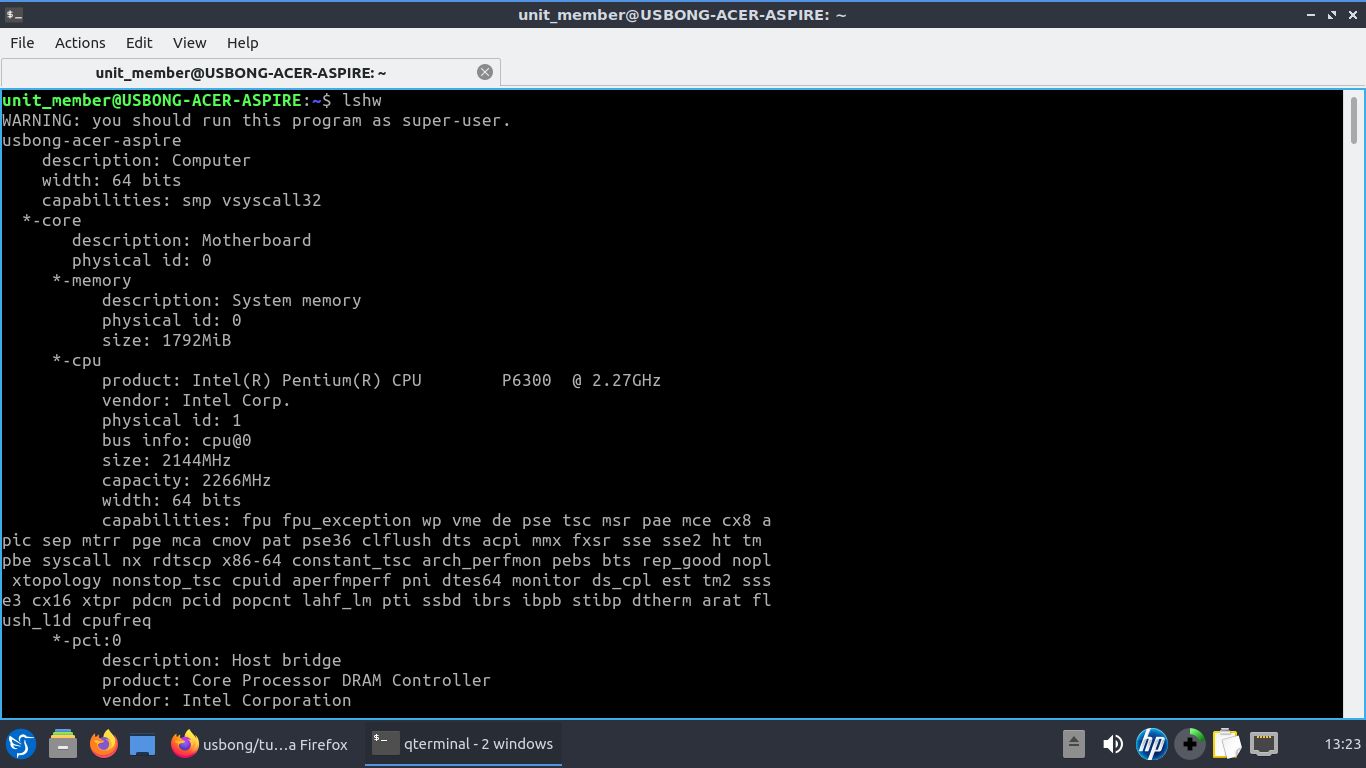 unit_member@USBONG-ACER-ASPIRE: ~
File Actions Edit View Help
unit_member@USBONG-ACER-ASPIRE: ~
unit_member@USBONG-ACER-ASPIRE:~$ lshw
WARNING: you should run this program as super-user.
usbong-acer-aspire
    description: Computer
    width: 64 bits
    capabilities: smp vsyscall32
  *-core
       description: Motherboard
       physical id: 0
     *-memory
          description: System memory
          physical id: 0
          size: 1792MiB
     *-cpu
          product: Intel(R) Pentium(R) CPU        P6300  @ 2.27GHz
          vendor: Intel Corp.
          physical id: 1
          bus info: cpu@0
          size: 2144MHz
          capacity: 2266MHz
          width: 64 bits
          capabilities: fpu fpu_exception wp vme de pse tsc msr pae mce cx8 a
pic sep mtrr pge mca cmov pat pse36 clflush dts acpi mmx fxsr sse sse2 ht tm
pbe syscall nx rdtscp x86-64 constant_tsc arch_perfmon pebs bts rep_good nopl
 xtopology nonstop_tsc cpuid aperfmperf pni dtes64 monitor ds_cpl est tm2 sss
e3 cx16 xtpr pdcm pcid popcnt lahf_lm pti ssbd ibrs ibpb stibp dtherm arat fl
ush_l1d cpufreq
     *-pci:0
          description: Host bridge
          product: Core Processor DRAM Controller
          vendor: Intel Corporation
usbong/tu…a Firefox
$_ qterminal - 2 windows
hp
13:23